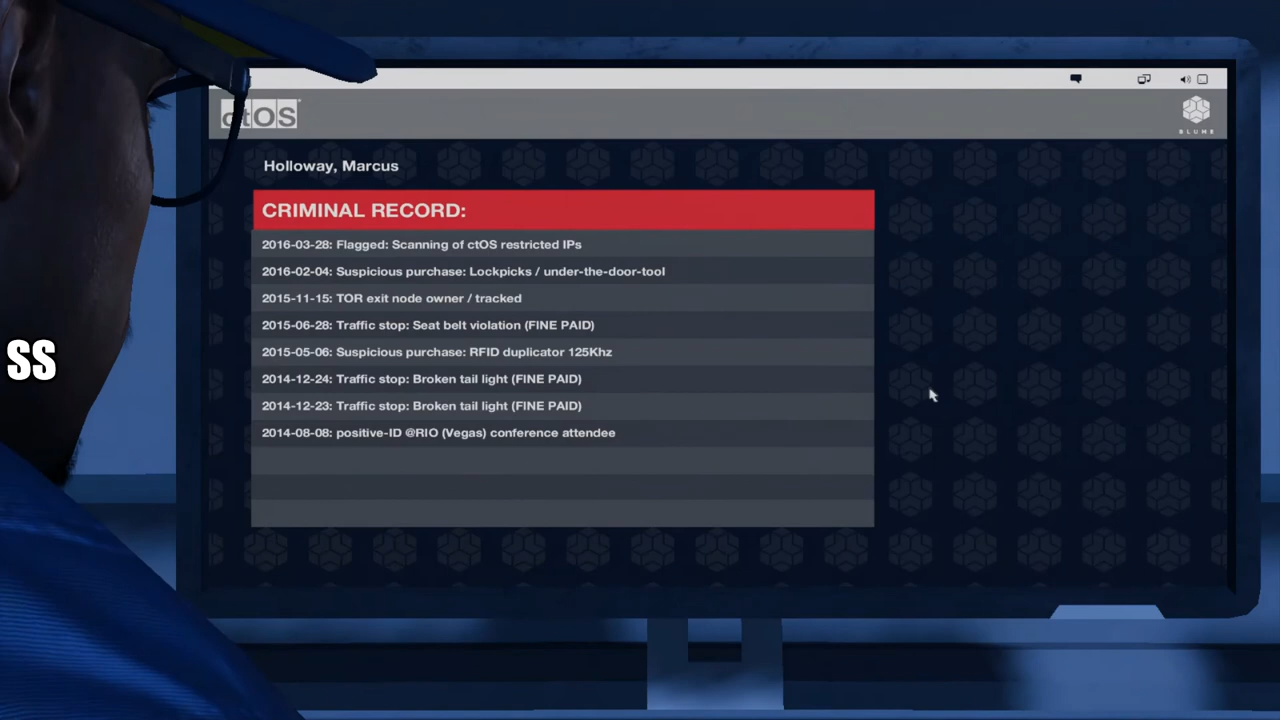 ctOS
BLUME
Holloway, Marcus
CRIMINAL RECORD:
2016-03-28: Flagged: Scanning of ctOS restricted IPs
2016-02-04: Suspicious purchase: Lockpicks / under-the-door-tool
2015-11-15: TOR exit node owner / tracked
2015-06-28: Traffic stop: Seat belt violation (FINE PAID)
2015-05-06: Suspicious purchase: RFID duplicator 125Khz
2014-12-24: Traffic stop: Broken tail light (FINE PAID)
2014-12-23: Traffic stop: Broken tail light (FINE PAID)
2014-08-08: positive-ID @RIO (Vegas) conference attendee
SS